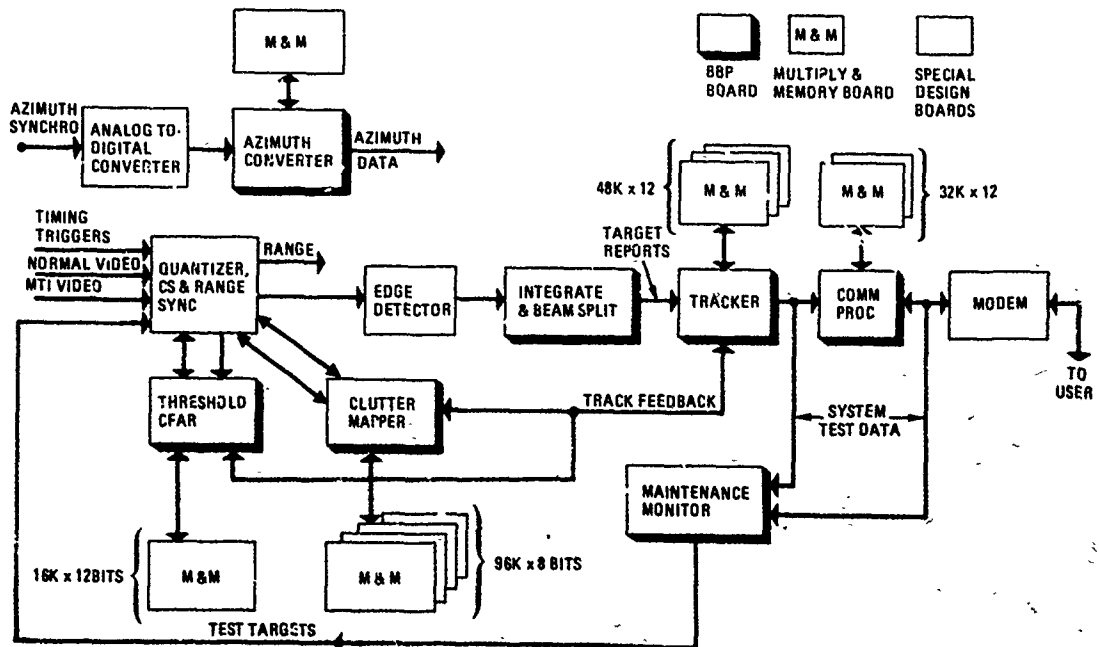 M & M
BBP
BOARD
M & M
MULTIPLY &
MEMORY BOARD
SPECIAL
DESIGN
BOARDS
AZIMUTH
SYNCHRO
ANALOG TO-
DIGITAL
CONVERTER
AZIMUTH
CONVERTER
AZIMUTH
DATA
48K x 12
M & M
M & M
32K x 12
TIMING
TRIGGERS
NORMAL VIDEO
MTI VIDEO
QUANTIZER,
CS & RANGE
SYNC
RANGE
EDGE
DETECTOR
INTEGRATE
& BEAM SPLIT
TARGET
REPORTS
TRACKER
COMM
PROC
MODEM
TO
USER
THRESHOLD
CFAR
CLUTTER
MAPPER
TRACK FEEDBACK
SYSTEM
TEST DATA
MAINTENANCE
MONITOR
16K x 12BITS
M & M
M & M
96K x 8 BITS
TEST TARGETS